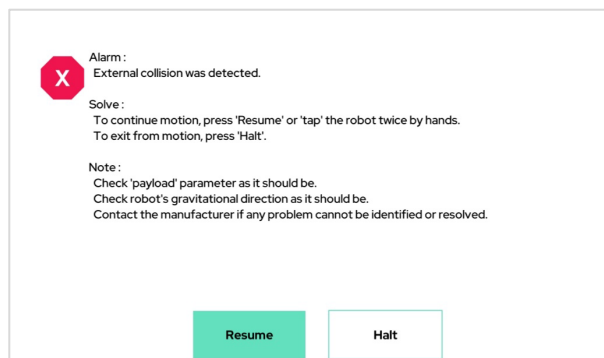 X
Alarm :
External collision was detected.
Solve :
To continue motion, press 'Resume' or 'tap' the robot twice by hands.
To exit from motion, press 'Halt'.
Note :
Check 'payload' parameter as it should be.
Check robot's gravitational direction as it should be.
Contact the manufacturer if any problem cannot be identified or resolved.
Resume
Halt